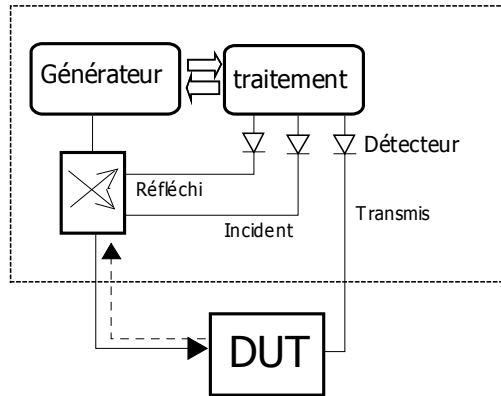 Générateur
traitement
Détecteur
Réfléchi
Transmis
Incident
DUT